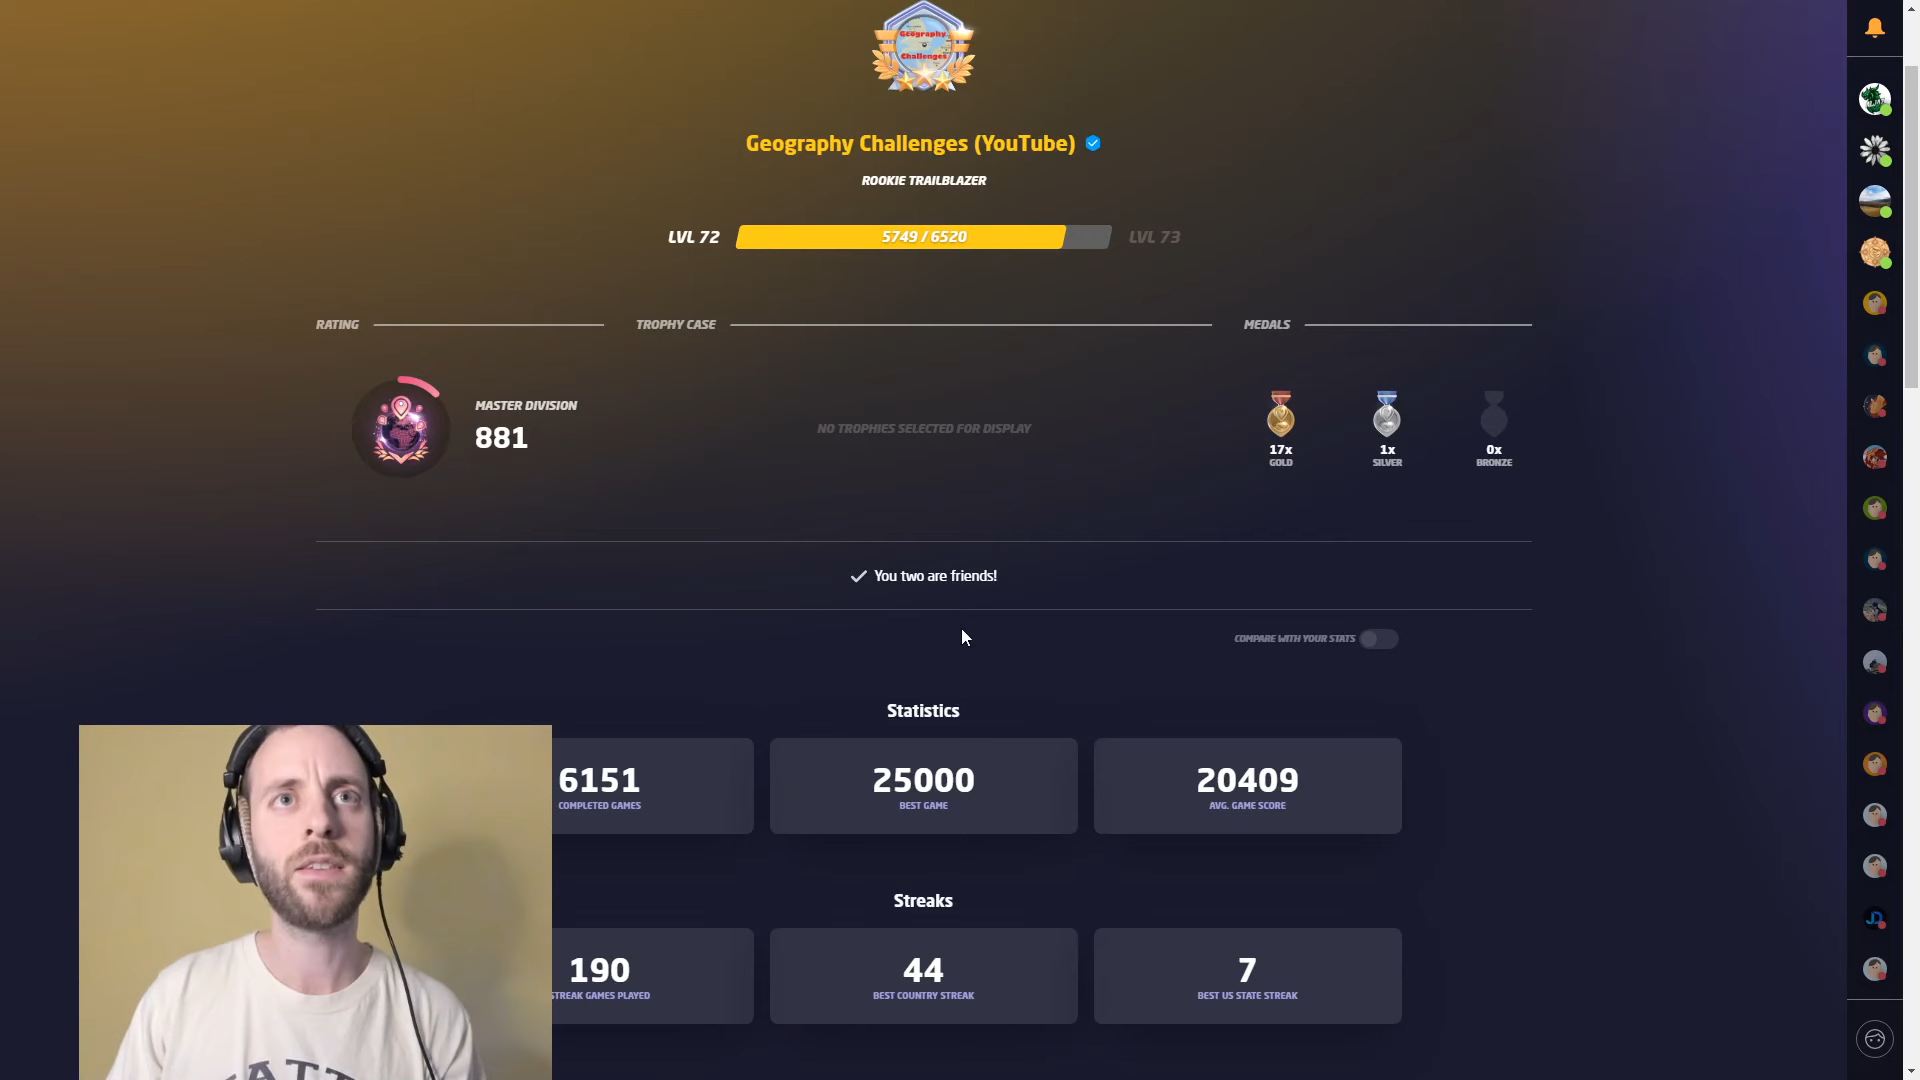 Geography
Challenges
Geography Challenges (YouTube)
ROOKIE TRAILBLAZER
LVL 72
5749 / 6520
LVL 73
RATING
TROPHY CASE
MEDALS
MASTER DIVISION
881
NO TROPHIES SELECTED FOR DISPLAY
17x
GOLD
1x
SILVER
0x
BRONZE
You two are friends!
COMPARE WITH YOUR STATS
Statistics
6151
COMPLETED GAMES
25000
BEST GAME
20409
AVG. GAME SCORE
Streaks
190
STREAK GAMES PLAYED
44
BEST COUNTRY STREAK
7
BEST US STATE STREAK
JD